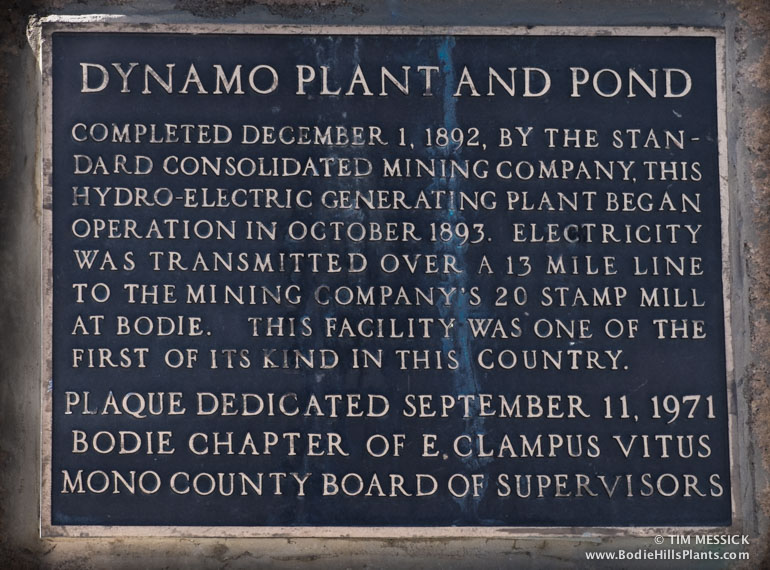 DYNAMO PLANT AND POND
COMPLETED DECEMBER 1, 1892, BY THE STAN-
DARD CONSOLIDATED MINING COMPANY, THIS
HYDRO-ELECTRIC GENERATING PLANT BEGAN
OPERATION IN OCTOBER 1893. ELECTRICITY
WAS TRANSMITTED OVER A 13 MILE LINE
TO THE MINING COMPANY'S 20 STAMP MILL
AT BODIE. THIS FACILITY WAS ONE OF THE
FIRST OF ITS KIND IN THIS COUNTRY.
PLAQUE DEDICATED SEPTEMBER 11, 1971
BODIE CHAPTER OF E. CLAMPUS VITUS
MONO COUNTY BOARD OF SUPERVISORS
© TIM MESSICK
www.BodieHillsPlants.com